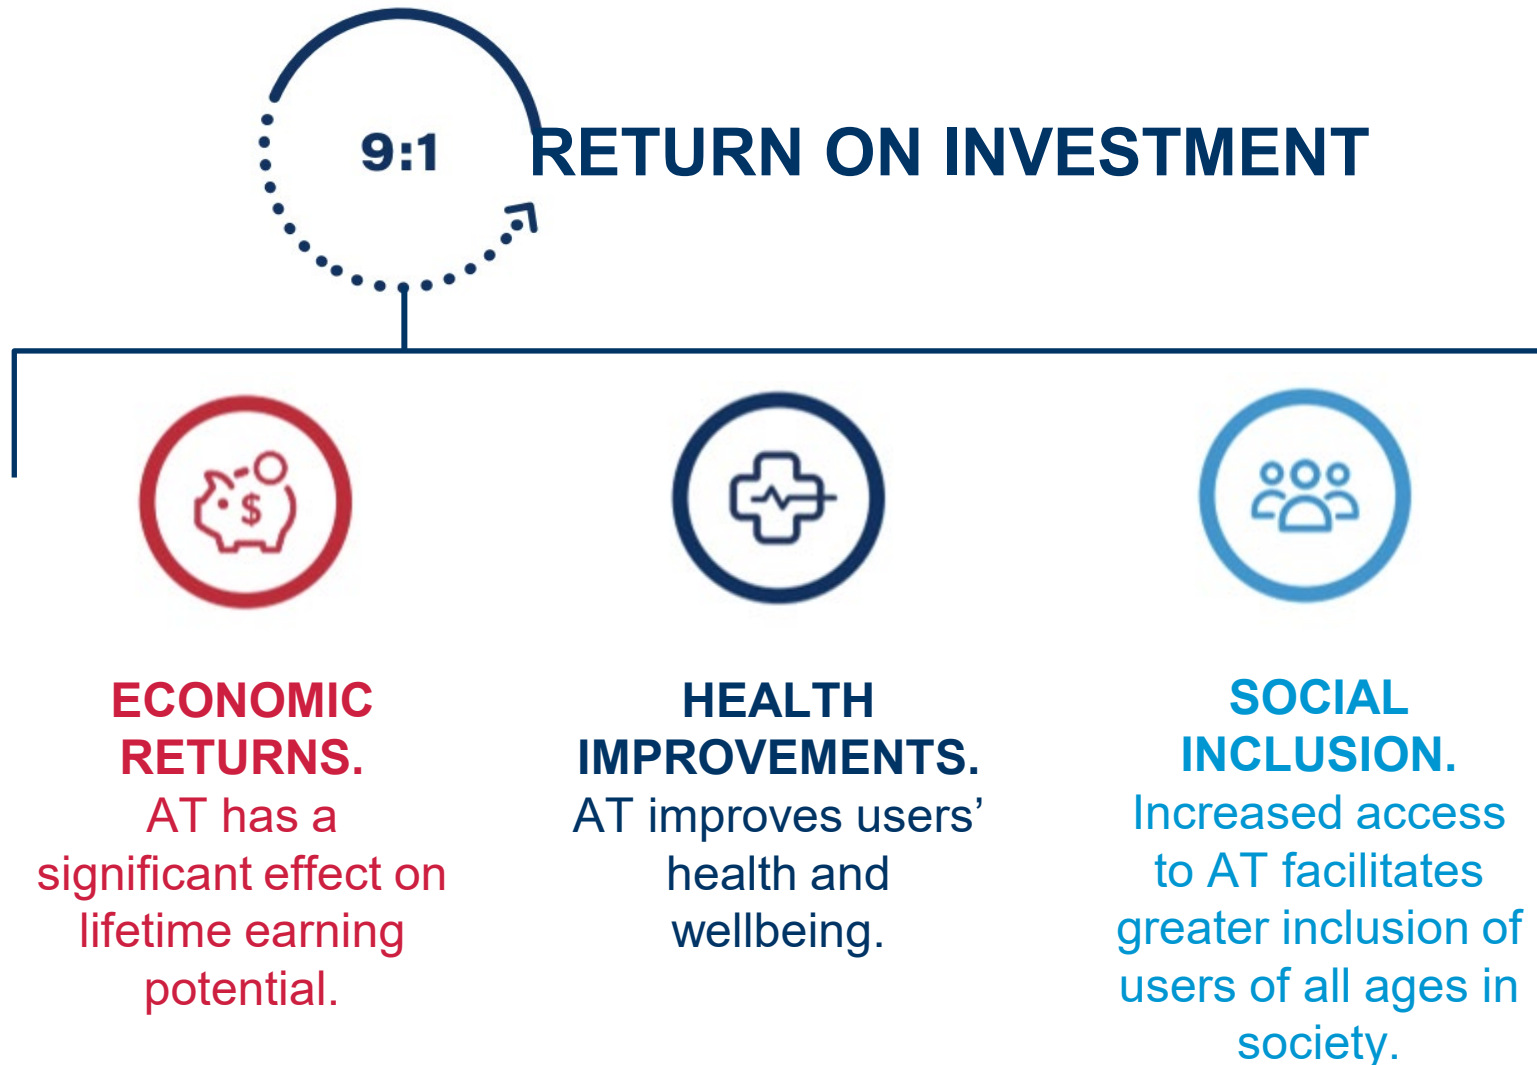 9:1
RETURN ON INVESTMENT
$
ECONOMIC
RETURNS.
AT has a
significant effect on
lifetime earning
potential.
HEALTH
IMPROVEMENTS.
AT improves users’
health and
wellbeing.
SOCIAL
INCLUSION.
Increased access
to AT facilitates
greater inclusion of
users of all ages in
society.